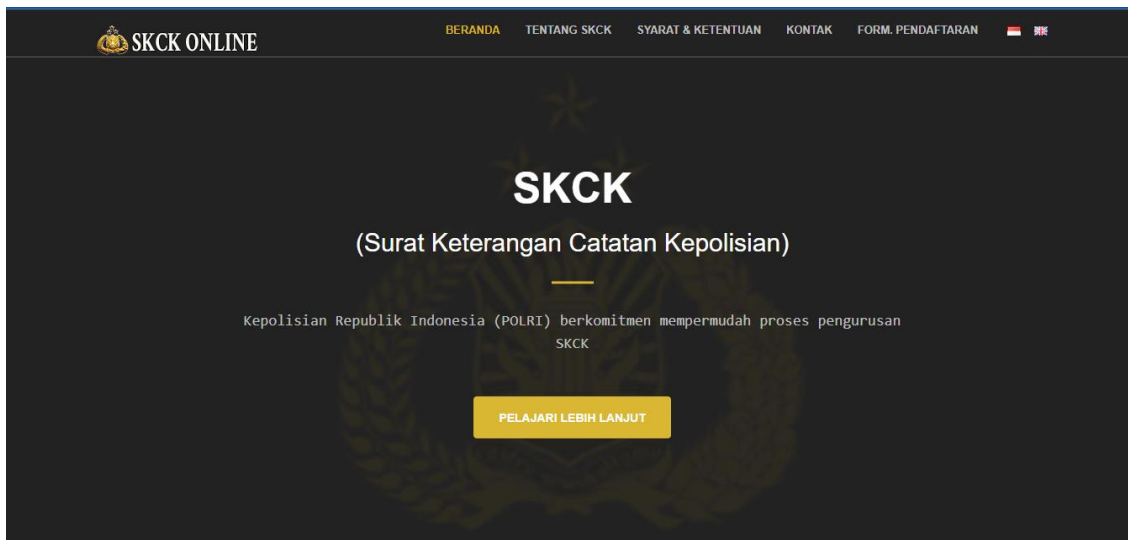 SKCK ONLINE
BERANDA TENTANG SKCK SYARAT & KETENTUAN KONTAK FORM. PENDAFTARAN
SKCK
(Surat Keterangan Catatan Kepolisian)
Kepolisian Republik Indonesia (POLRI) berkomitmen mempermudah proses pengurusan
SKCK
PELAJARI LEBIH LANJUT